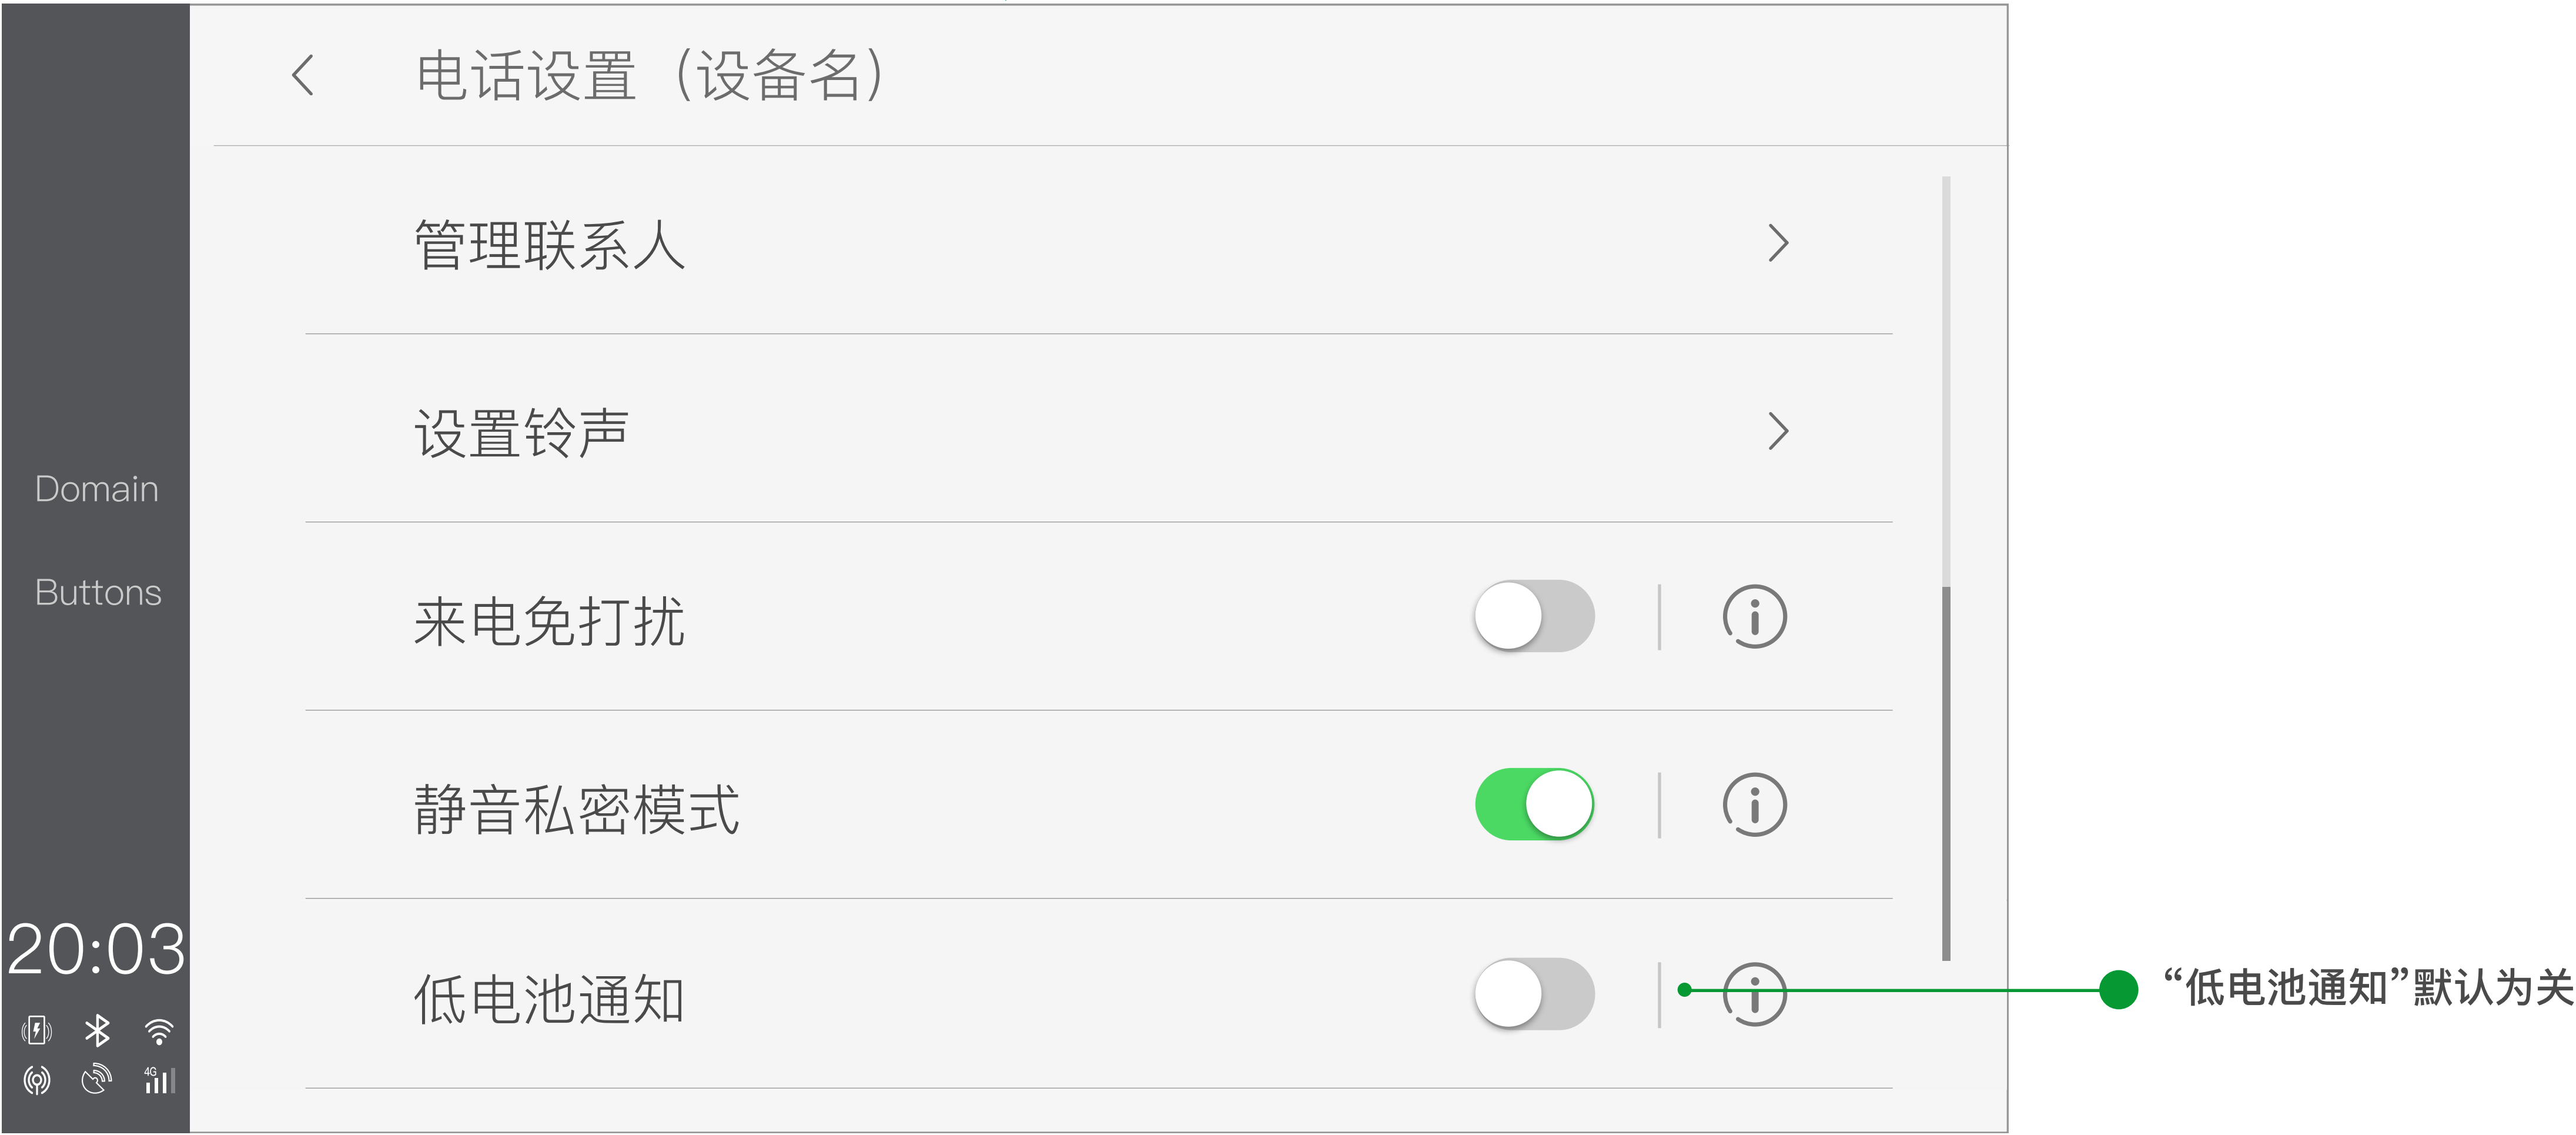 电话设置（设备名）
管理联系人
设置铃声
Domain
来电免打扰
Buttons
静音私密模式
20:03
低电池通知
“低电池通知”默认为关
4G